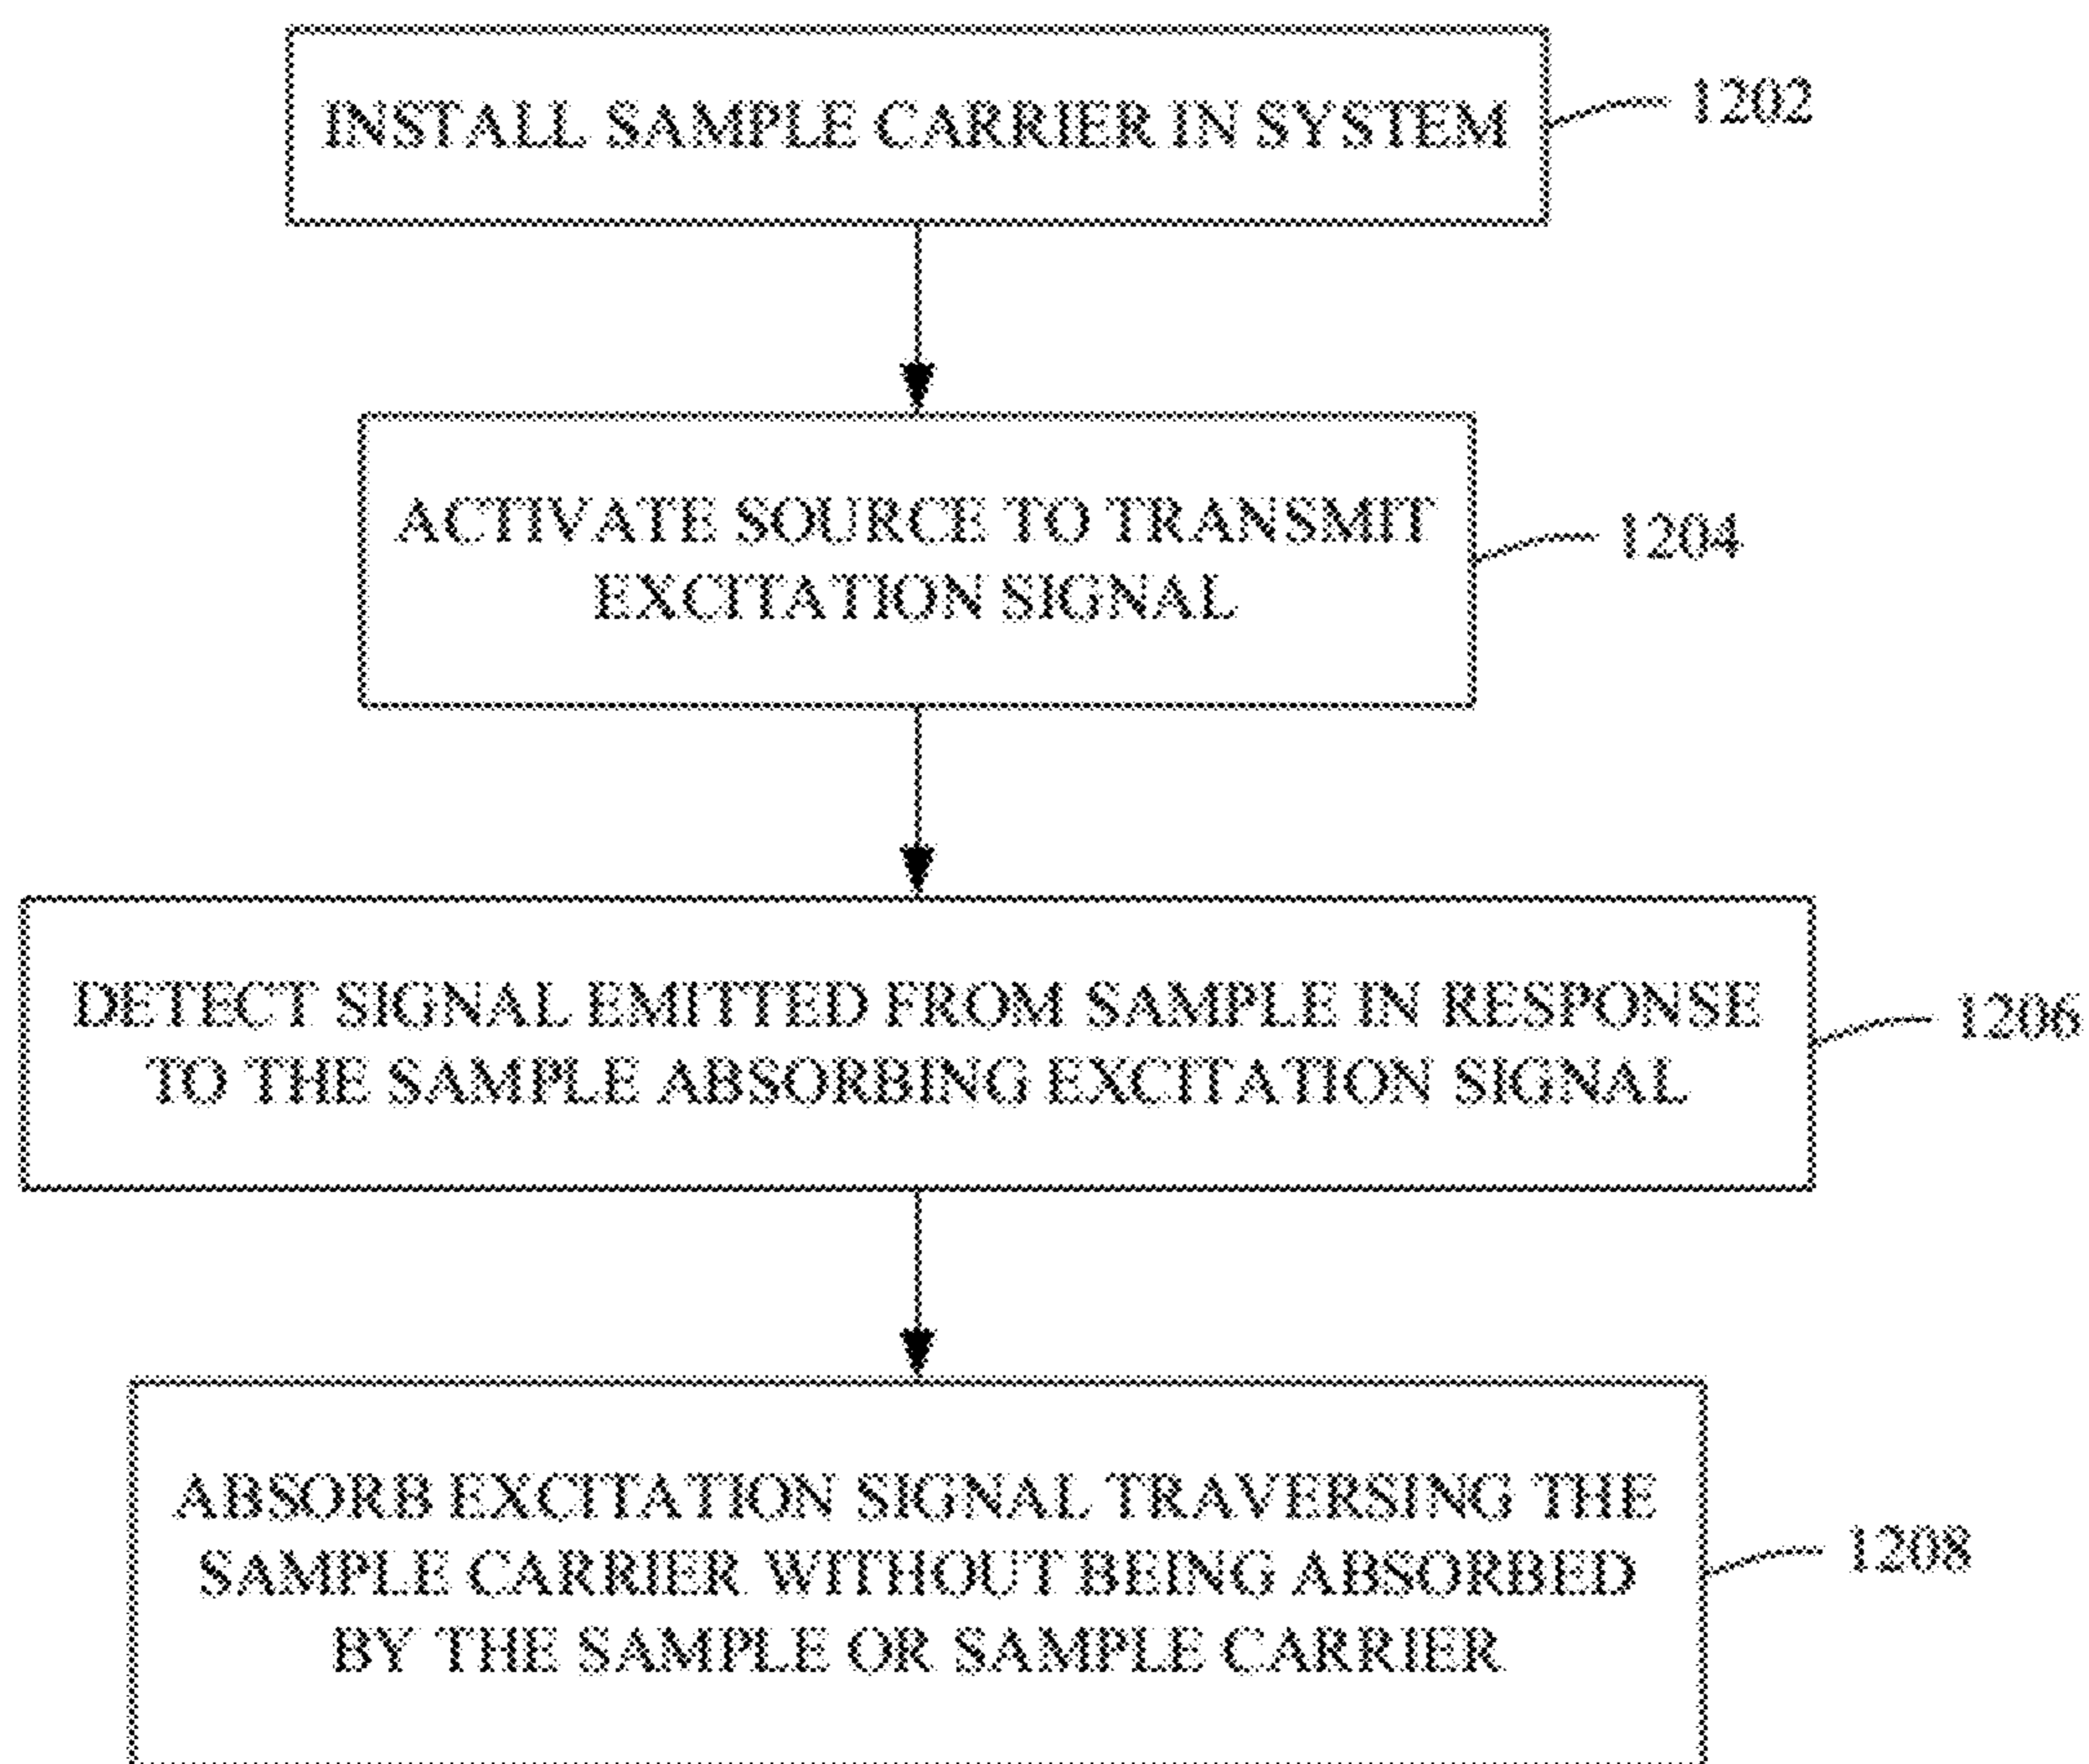 INSTALL SAMPLE CARRIER IN SYSTEM
1202
ACTIVATE SOURCE TO TRANSMIT
EXCITATION SIGNAL
1204
DETECT SIGNAL EMITTED FROM SAMPLE IN RESPONSE
TO THE SAMPLE ABSORBING EXCITATION SIGNAL
1206
ABSORB EXCITATION SIGNAL TRAVERSING THE
SAMPLE CARRIER WITHOUT BEING ABSORBED
BY THE SAMPLE OR SAMPLE CARRIER
1208